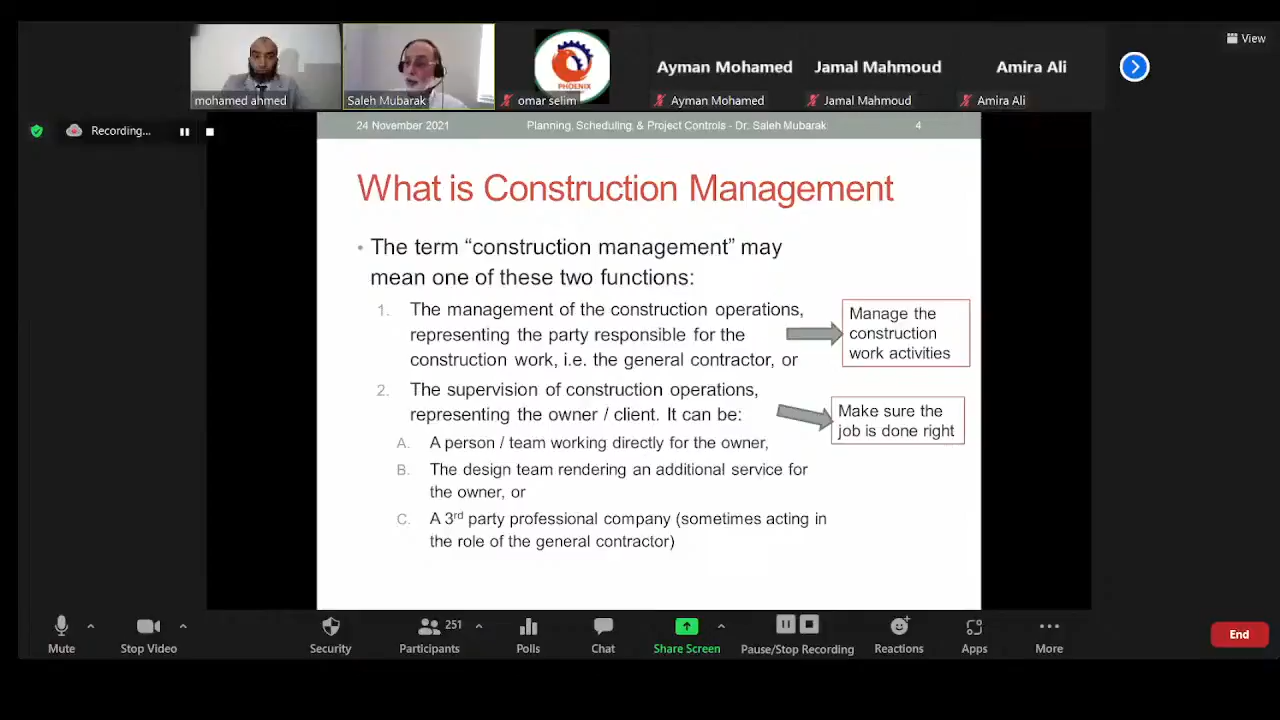 View
PHOENIX
Ayman Mohamed
Jamal Mahmoud
Amira Ali
mohamed ahmed
Saleh Mubarak
omar selim
Ayman Mohamed
Jamal Mahmoud
Amira Ali
Recording...
24 November 2021 Planning, Scheduling, & Project Controls - Dr. Saleh Mubarak 4
What is Construction Management
• The term “construction management” may
mean one of these two functions:
1. The management of the construction operations,
representing the party responsible for the
construction work, i.e. the general contractor, or
Manage the
construction
work activities
2. The supervision of construction operations,
representing the owner / client. It can be:
Make sure the
job is done right
A. A person / team working directly for the owner,
B. The design team rendering an additional service for
the owner, or
C. A 3rd party professional company (sometimes acting in
the role of the general contractor)
Mute
Stop Video
Security
251
Participants
Polls
Chat
Share Screen
Pause/Stop Recording
Reactions
Apps
More
End